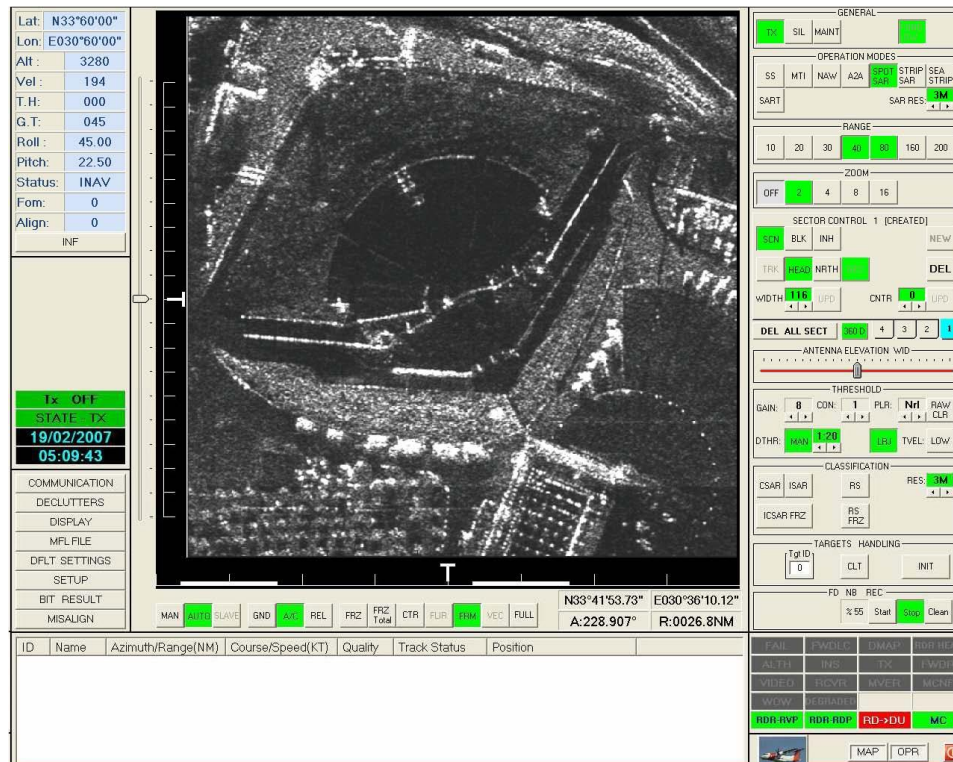 Lat: N33°60'00"
Lon: E030°60'00"
Alt : 3280
Vel : 194
T.H: 000
G.T: 045
Roll : 45.00
Pitch: 22.50
Status: INAV
Fom: 0
Align: 0
INF
Tx OFF
STATE - TX
19/02/2007
05:09:43
COMMUNICATION
DECLUTTERS
DISPLAY
MFL FILE
DFLT SETTINGS
SETUP
BIT RESULT
MISALIGN
T
T
MAN AUTO SLAVE GND A/C REL FRZ FRZ Total CTR FLIR FRM VEC FULL
N33°41'53.73" E030°36'10.12"
A:228.907° R:0026.8NM
GENERAL
TX SIL MAINT
OPERATION MODES
SS MTI NAW A2A SPOT SAR STRIP SAR SEA STRIP
SART SAR RES: 3M
RANGE
10 20 30 40 80 160 200
ZOOM
OFF 2 4 8 16
SECTOR CONTROL 1 [CREATED]
SCN BLK INH NEW
TRK HEAD NRTH DEL
WIDTH 116 UPD CNTR 0 UPD
DEL ALL SECT 360 D 4 3 2 1
ANTENNA ELEVATION WID
THRESHOLD
GAIN: 8 CON: 1 PLR: Nrl RAW CLR
DTHR: MAN 1:20 LRJ TVEL: LOW
CLASSIFICATION
CSAR ISAR RS RES: 3M
ICSAR FRZ RS FRZ
TARGETS HANDLING
Tgt ID
0 CLT INIT
FD NB REC
% 55 Start Stop Clean
ID Name Azimuth/Range(NM) Course/Speed(KT) Quality Track Status Position
FAIL FWDLC DMAP RDR HEA
ALTH INS TX FWDR
VIDEO RCVR MVER MCNF
WOW DEGRADED
RDR-RVP RDR-RDP RD->DU MC
MAP OPR